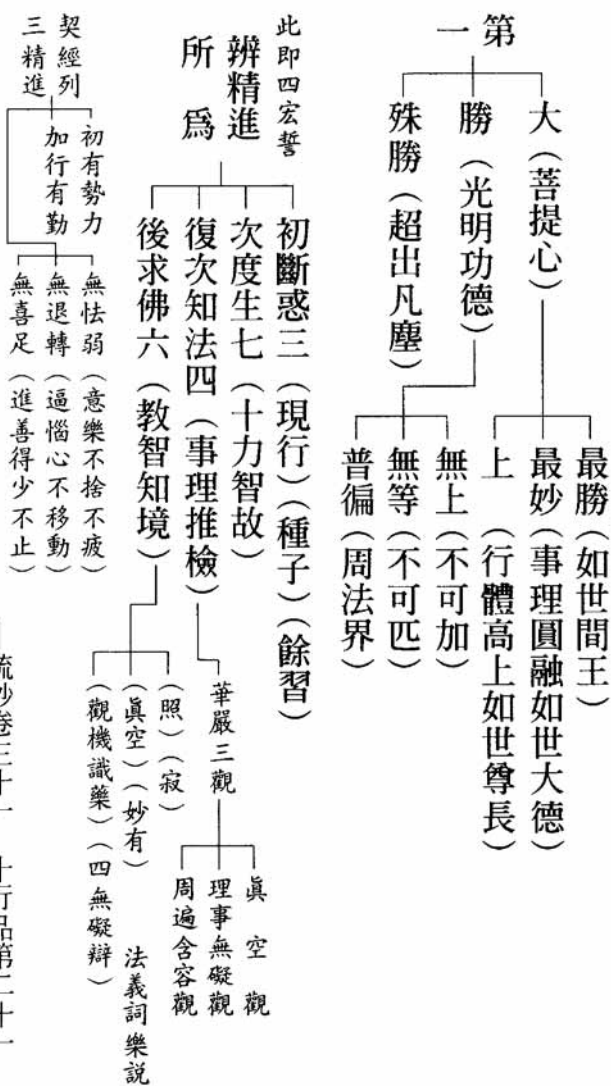 第一
大（菩提心）
勝（光明功德）
殊勝（超出凡塵）
最勝（如世間王）
最妙（事理圓融如世大德）
上（行體高上如世尊長）
無上（不可加）
無等（不可匹）
普徧（周法界）
此即四宏誓
辨精進
所為
初斷惑三（現行）（種子）（餘習）
次度生七（十力智故）
復次知法四（事理推檢）
後求佛六（教智知境）
華嚴三觀
眞空觀
理事無礙觀
周遍含容觀
（照）（寂）
（眞空）（妙有）
（觀機識藥）（四無礙辯）
法義詞樂說
契經列
三精進
初有勢力
加行有勤
無怯弱（意樂不捨不疲）
無退轉（逼惱心不移動）
無喜足（進善得少不止）
疏鈔卷三十一 十行品第二十一